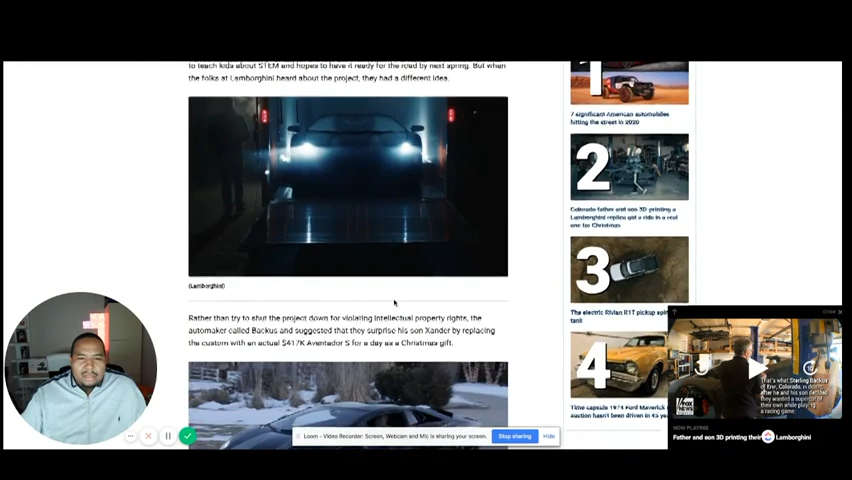 to teach kids about STEM and hopes to have it ready for the road by next spring. But when
the folks at Lamborghini heard about the project, they had a different idea.
(Lamborghini)
Rather than try to shut the project down for violating intellectual property rights, the
automaker called Backus and suggested that they surprise his son Xander by replacing
the custom with an actual $417K Aventador S for a day as a Christmas gift.
1
7 significant American automobiles
hitting the street in 2020
2
Colorado father and son 3D-printing a
Lamborghini replica got a ride in a real
one for Christmas
3
The electric Rivian R1T pickup
tank
4
Time capsule 1974 Ford Maverick
auction hasn't been driven in 45
close x
That's what Sterling Backus
of Erie, Colorado,
after he and his son decided
they wanted a supercar of
their own while playing
a racing game.
FOX
NEWS
NOW PLAYING
Father and son 3D printing their Lamborghini
Loom – Video Recorder: Screen, Webcam and Mic is sharing your screen.
Stop sharing
Hide